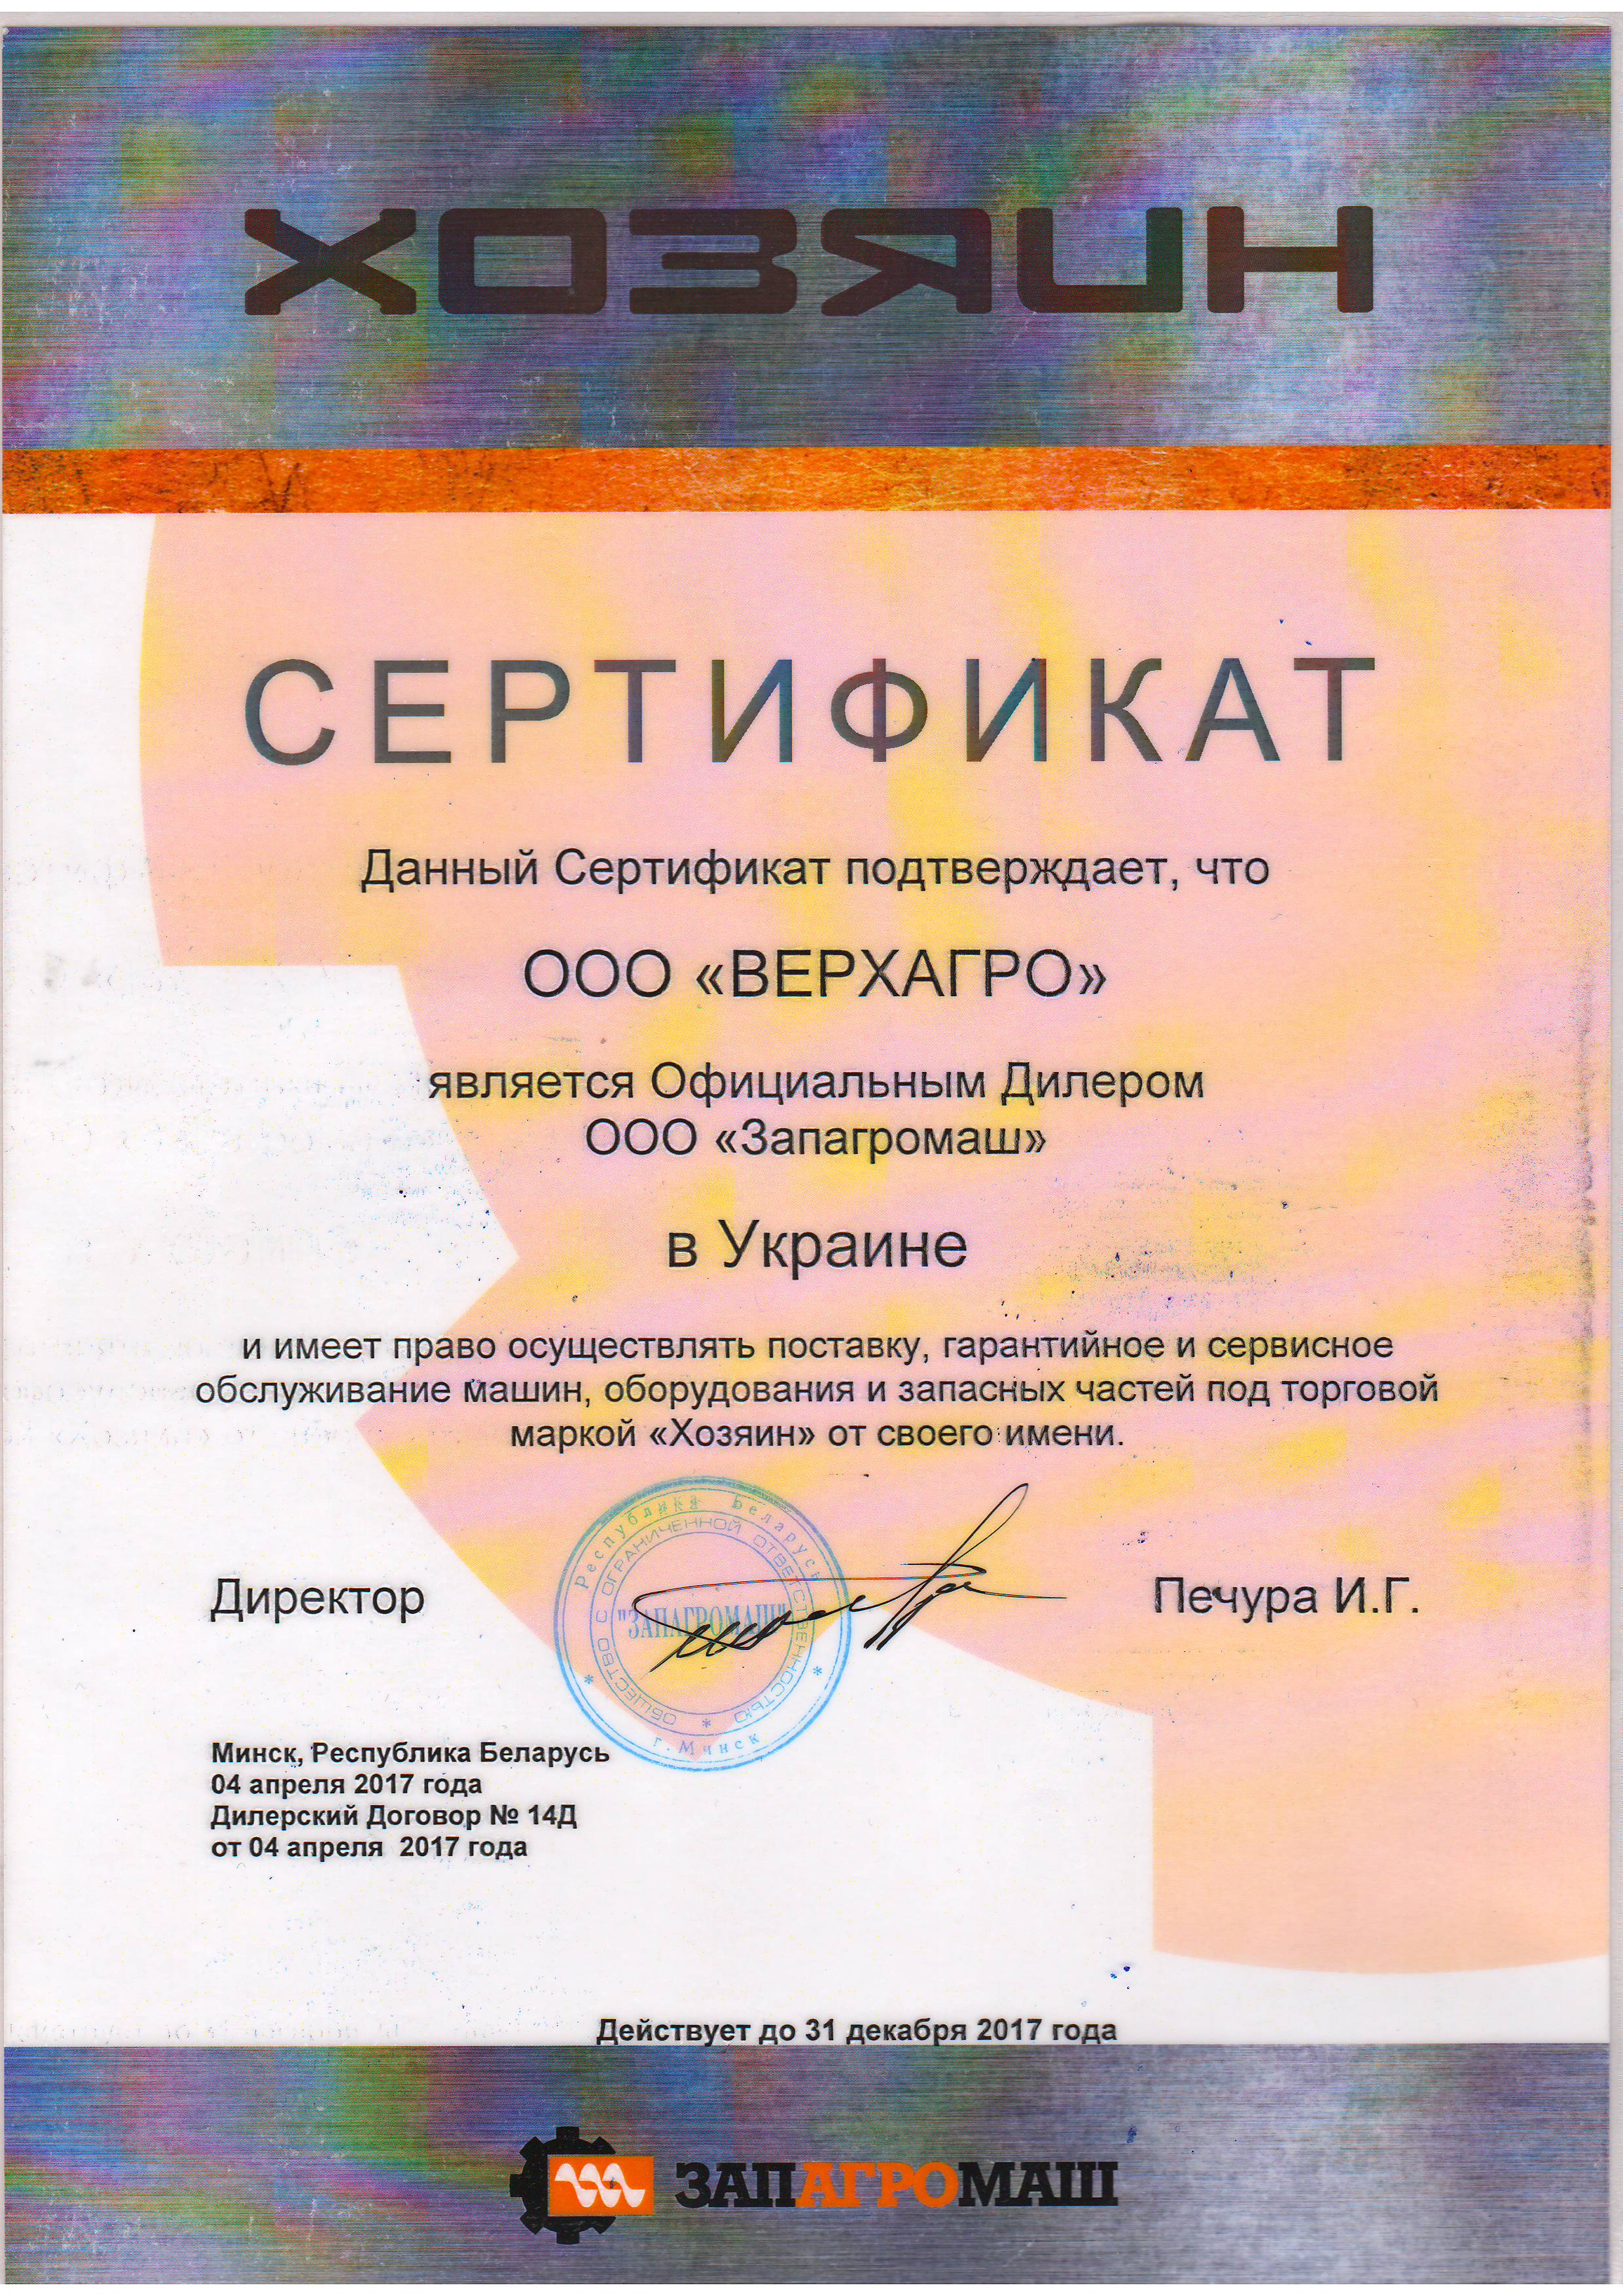 ХОЗЯИН
СЕРТИФИКАТ
Данный Сертификат подтверждает, что
ООО «ВЕРХАГРО»
является Официальным Дилером
ООО «Запагромаш»
в Украине
и имеет право осуществлять поставку, гарантийное и сервисное
обслуживание машин, оборудования и запасных частей под торговой
маркой «Хозяин» от своего имени.
Республика Беларусь
ОБЩЕСТВО С ОГРАНИЧЕННОЙ ОТВЕТСТВЕННОСТЬЮ
"ЗАПАГРОМАШ"
г. Минск
Директор
Печура И.Г.
Минск, Республика Беларусь
04 апреля 2017 года
Дилерский Договор № 14Д
от 04 апреля 2017 года
Действует до 31 декабря 2017 года
ЗАПАГРОМАШ